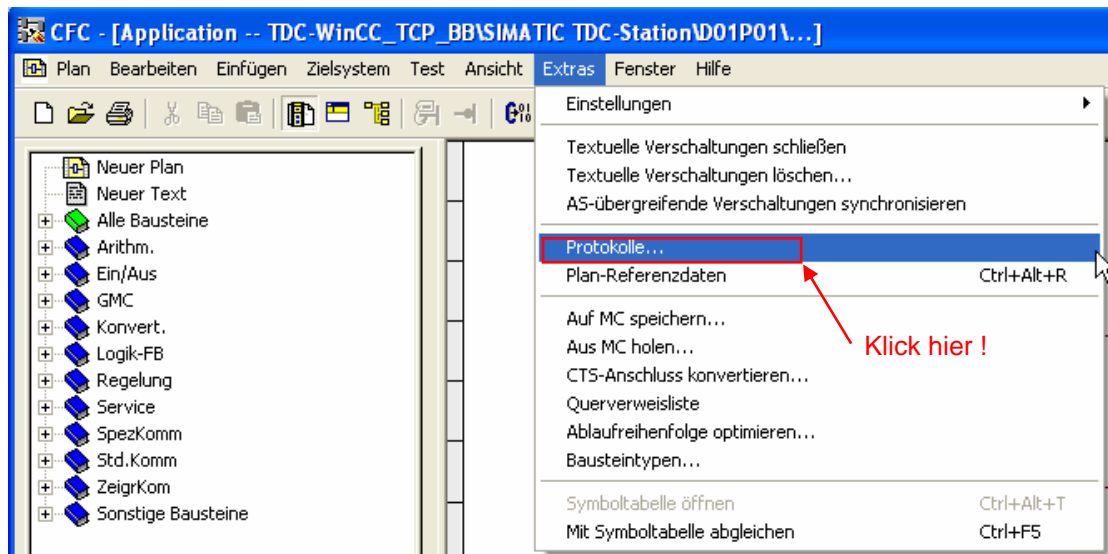 CFC - [Application -- TDC-WinCC_TCP_BB\SIMATIC TDC-Station\D01P01\...]
Plan Bearbeiten Einfügen Zielsystem Test Ansicht Extras Fenster Hilfe
Neuer Plan
Neuer Text
Alle Bausteine
Arithm.
Ein/Aus
GMC
Konvert.
Logik-FB
Regelung
Service
SpezKomm
Std.Komm
ZeigrKom
Sonstige Bausteine
Einstellungen
Textuelle Verschaltungen schließen
Textuelle Verschaltungen löschen...
AS-übergreifende Verschaltungen synchronisieren
Protokolle...
Plan-Referenzdaten Ctrl+Alt+R
Auf MC speichern...
Aus MC holen...
Klick hier !
CTS-Anschluss konvertieren...
Querverweisliste
Ablaufreihenfolge optimieren...
Bausteintypen...
Symboltabelle öffnen Ctrl+Alt+T
Mit Symboltabelle abgleichen Ctrl+F5